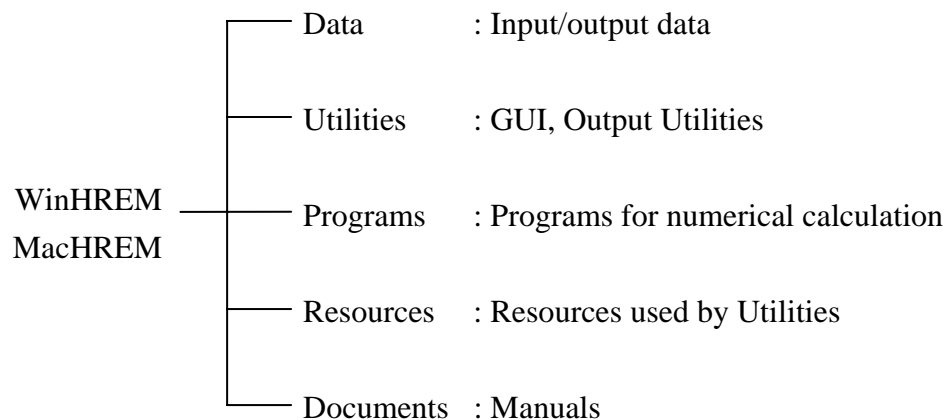 Data : Input/output data
Utilities : GUI, Output Utilities
WinHREM
MacHREM
Programs : Programs for numerical calculation
Resources : Resources used by Utilities
Documents : Manuals